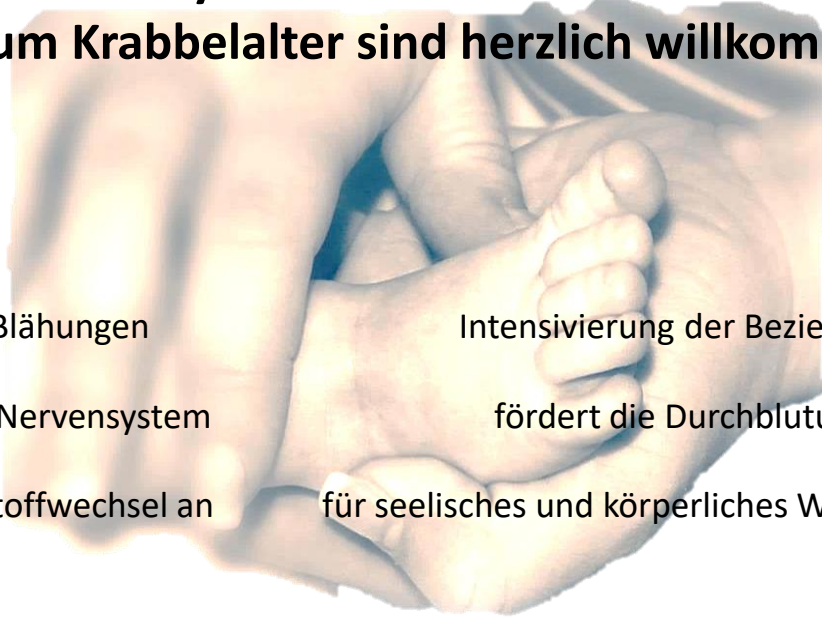 um Krabbelalter sind herzlich willkom
Blähungen Intensivierung der Bezie
Nervensystem fördert die Durchblutu
toffwechsel an für seelisches und körperliches W